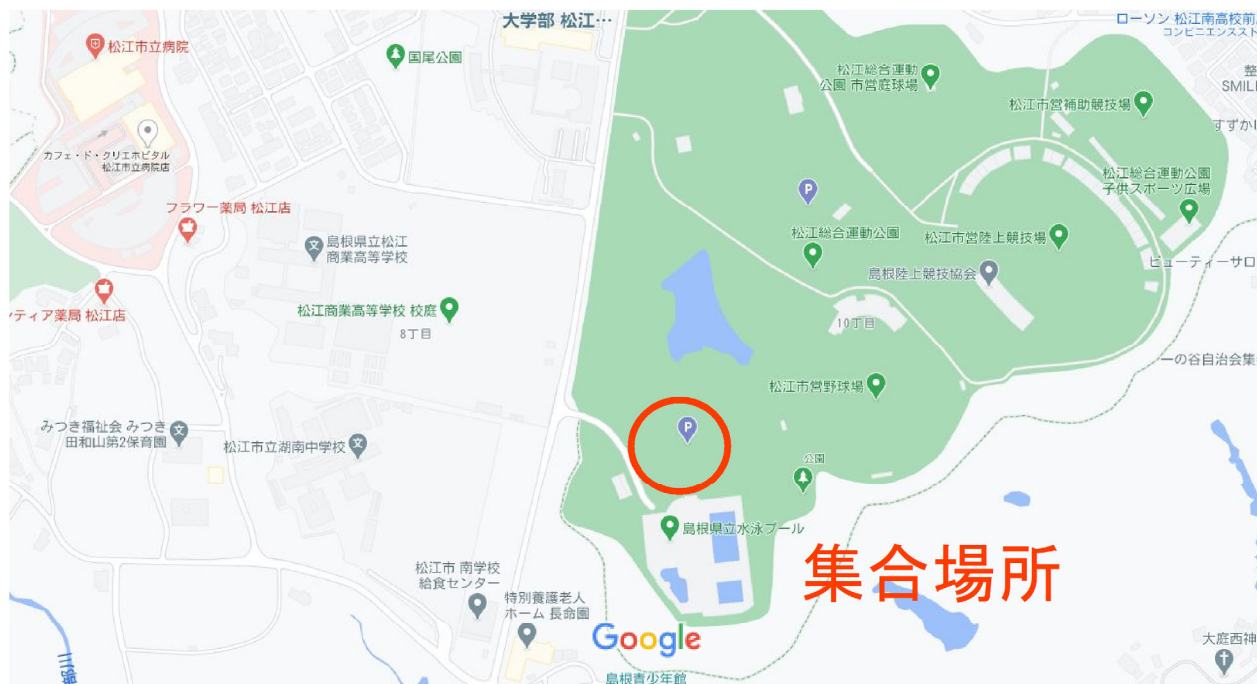 大学部 松江…
ローソン 松江南高校前
コンビニエンススト
松江市立病院
国尾公園
松江総合運動
公園 市営庭球場
整
SMILI
松江市営補助競技場
すずかけ
カフェ・ド・クリエホピタル
松江市立病院店
松江総合運動公園
子供スポーツ広場
P
フラワー薬局 松江店
島根県立松江
商業高等学校
松江総合運動公園
松江市営陸上競技場
ビューティーサロ
島根陸上競技協会
ンティア薬局 松江店
松江商業高等学校 校庭
8丁目
10丁目
一の谷自治会集
松江市営野球場
みつき福祉会 みつき
田和山第2保育園
松江市立湖南中学校
P
公園
島根県立水泳プール
集合場所
松江市 南学校
給食センター
特別養護老人
ホーム 長命園
Google
大庭西神
島根青少年館